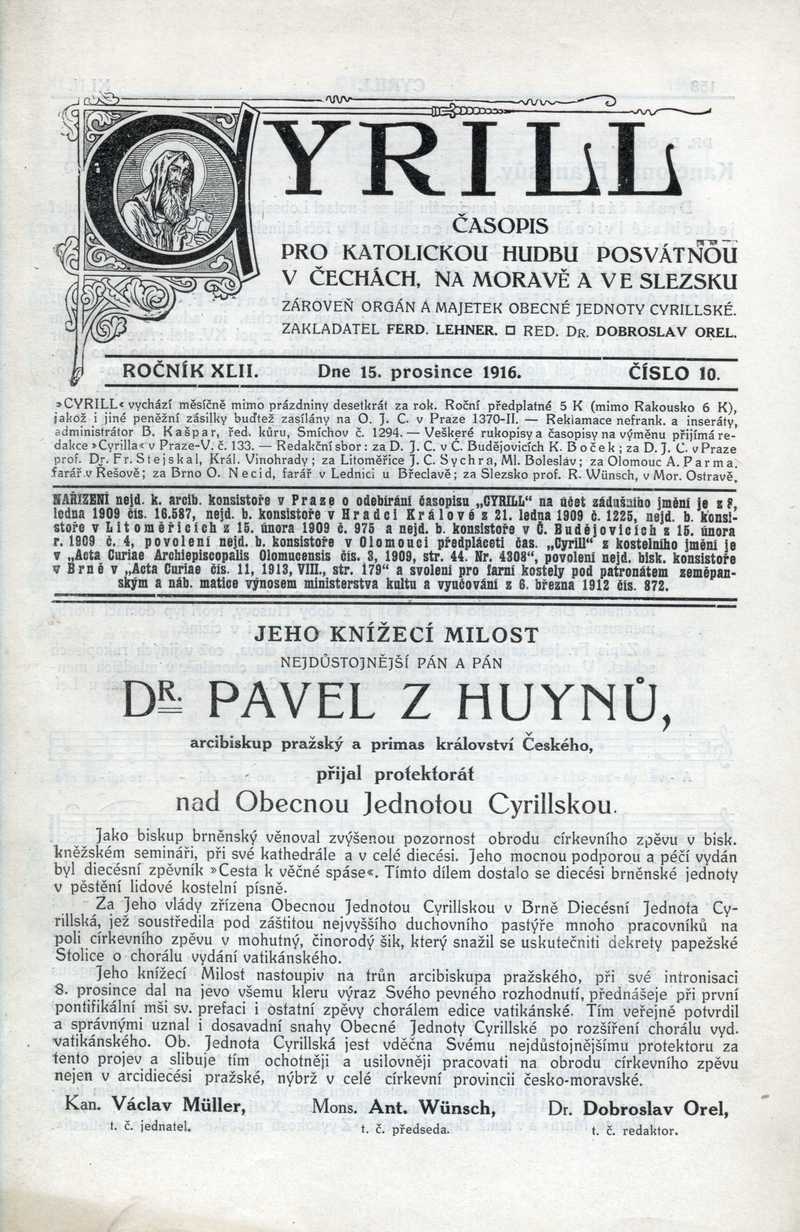 CYRILL
ČASOPIS
PRO KATOLICKOU HUDBU POSVÁTNOU
V ČECHÁCH, NA MORAVĚ A VE SLEZSKU
ZÁROVEŇ ORGÁN A MAJETEK OBECNÉ JEDNOTY CYRILLSKÉ.
ZAKLADATEL FERD. LEHNER. □ RED. DR. DOBROSLAV OREL.
ROČNÍK XLII. Dne 15. prosince 1916. ČÍSLO 10.
»CYRILL« vychází měsíčně mimo prázdniny desetkrát za rok. Roční předplatné 5 K (mimo Rakousko 6 K),
jakož i jiné peněžní zásilky buďtež zasílány na O. J. C. v Praze 1370-II. — Reklamace nefrank. a inseráty,
administrátor B. Kašpar, řed. kůru, Smíchov č. 1294. — Veškeré rukopisy a časopisy na výměnu přijímá re-
dakce »Cyrilla« v Praze-V. č. 133. — Redakční sbor: za D. J. C. v Č. Budějovicích K. Boček; za D. J. C. v Praze
prof. Dr. Fr. Stejskal, Král. Vinohrady; za Litoměřice J. C. Sychra, Ml. Boleslav; za Olomouc A. Parma,
farář v Řešově; za Brno O. Necid, farář v Lednici u Břeclavě; za Slezsko prof. R. Wünsch, v Mor. Ostravě.
NAŘÍZENÍ nejd. k. arcib. konsistoře v Praze o odebírání časopisu „CYRILL“ na účet zádušního jmění je z
ledna 1909 čís. 16.587, nejd. b. konsistoře v Hradci Králové z 21. ledna 1909 č. 1225, nejd. b. konsi-
stoře v Litoměřicích z 15. února 1909 č. 975 a nejd. b. konsistoře v Č. Budějovicích z 15. února
r. 1909 č. 4, povolení nejd. b. konsistoře v Olomouci předpláceti čas. „Cyrill“ z kostelního jmění je
v „Acta Curiae Archiepiscopalis Olomucensis čís. 3, 1909, str. 44. Nr. 4308“, povolení nejd. bisk. konsistoře
v Brně v „Acta Curiae čís. 11, 1913, VIII., str. 179“ a svolení pro farní kostely pod patronátem zeměpan-
ským a náb. matice výnosem ministerstva kultu a vyučování z 6. března 1912 čís. 872.
JEHO KNÍŽECÍ MILOST
NEJDŮSTOJNĚJŠÍ PÁN A PÁN
DR. PAVEL Z HUYNŮ,
arcibiskup pražský a primas království Českého,
přijal protektorát
nad Obecnou Jednotou Cyrillskou.
Jako biskup brněnský věnoval zvýšenou pozornost obrodu církevního zpěvu v bisk.
kněžském semináři, při své kathedrále a v celé diecési. Jeho mocnou podporou a péčí vydán
byl diecésní zpěvník »Cesta k věčné spáse«. Tímto dílem dostalo se diecési brněnské jednoty
v pěstění lidové kostelní písně.
Za Jeho vlády zřízena Obecnou Jednotou Cyrillskou v Brně Diecésní Jednota Cy-
rillská, jež soustředila pod záštitou nejvyššího duchovního pastýře mnoho pracovníků na
poli církevního zpěvu v mohutný, činorodý šik, který snažil se uskutečniti dekrety papežské
Stolice o chorálu vydání vatikánského.
Jeho knížecí Milost nastoupiv na trůn arcibiskupa pražského, při své intronisaci
8. prosince dal na jevo všemu kleru výraz Svého pevného rozhodnutí, přednášeje při první
pontifikální mši sv. prefaci i ostatní zpěvy chorálem edice vatikánské. Tím veřejně potvrdil
a správnými uznal i dosavadní snahy Obecné Jednoty Cyrillské po rozšíření chorálu vyd.
vatikánského. Ob. Jednota Cyrillská jest vděčna Svému nejdůstojnějšímu protektoru za
tento projev a slibuje tím ochotněji a usilovněji pracovati na obrodu církevního zpěvu
nejen v arcidiecési pražské, nýbrž v celé církevní provincii česko-moravské.
Kan. Václav Müller, Mons. Ant. Wünsch, Dr. Dobroslav Orel,
t. č. jednatel. t. č. předseda. t. č. redaktor.